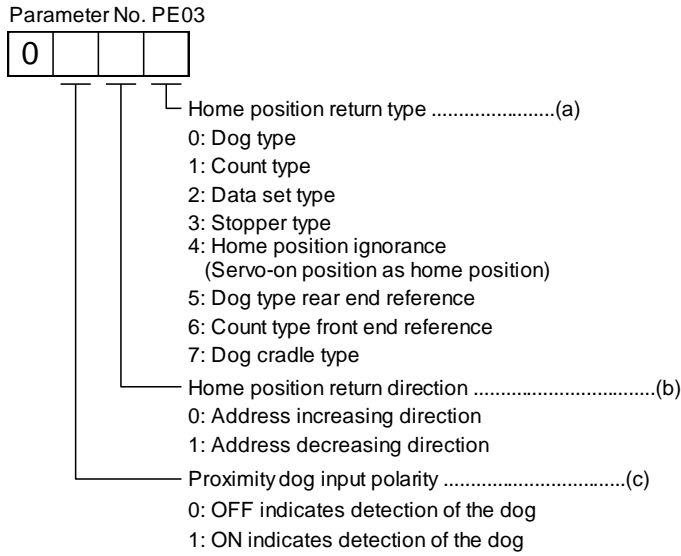 Parameter No. PE03
0
Home position return type .......................(a)
0: Dog type
1: Count type
2: Data set type
3: Stopper type
4: Home position ignorance
(Servo-on position as home position)
5: Dog type rear end reference
6: Count type front end reference
7: Dog cradle type
Home position return direction ..................................(b)
0: Address increasing direction
1: Address decreasing direction
Proximity dog input polarity ..................................(c)
0: OFF indicates detection of the dog
1: ON indicates detection of the dog